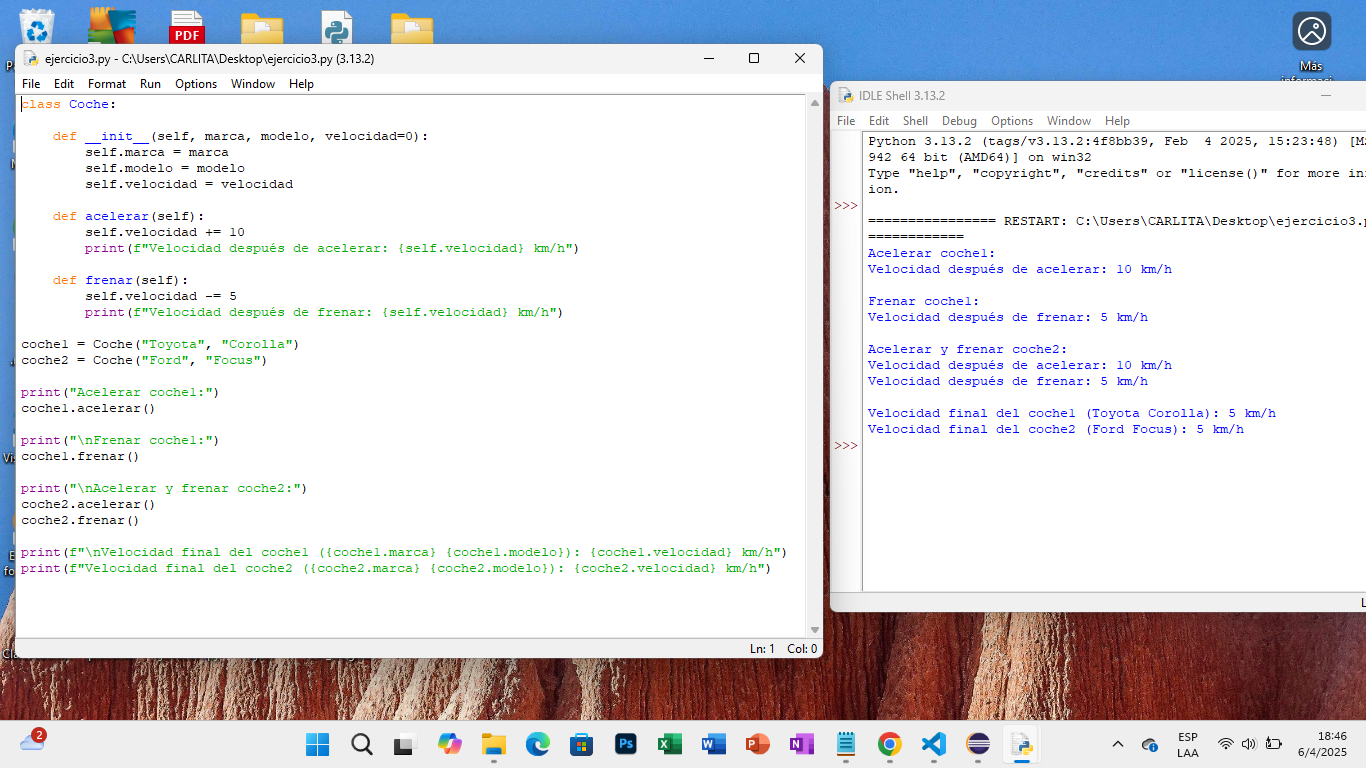 PDF
Más
informaci...
ejercicio3.py - C:\Users\CARLITA\Desktop\ejercicio3.py (3.13.2)
File Edit Format Run Options Window Help
class Coche:
def __init__(self, marca, modelo, velocidad=0):
self.marca = marca
self.modelo = modelo
self.velocidad = velocidad
def acelerar(self):
self.velocidad += 10
print(f"Velocidad después de acelerar: {self.velocidad} km/h")
def frenar(self):
self.velocidad -= 5
print(f"Velocidad después de frenar: {self.velocidad} km/h")
coche1 = Coche("Toyota", "Corolla")
coche2 = Coche("Ford", "Focus")
print("Acelerar coche1:")
coche1.acelerar()
print("\nFrenar coche1:")
coche1.frenar()
print("\nAcelerar y frenar coche2:")
coche2.acelerar()
coche2.frenar()
print(f"\nVelocidad final del coche1 ({coche1.marca} {coche1.modelo}): {coche1.velocidad} km/h")
print(f"Velocidad final del coche2 ({coche2.marca} {coche2.modelo}): {coche2.velocidad} km/h")
Ln: 1 Col: 0
IDLE Shell 3.13.2
File Edit Shell Debug Options Window Help
Python 3.13.2 (tags/v3.13.2:4f8bb39, Feb 4 2025, 15:23:48) [M
942 64 bit (AMD64)] on win32
Type "help", "copyright", "credits" or "license()" for more in
ion.
>>>
================ RESTART: C:\Users\CARLITA\Desktop\ejercicio3.p
============
Acelerar coche1:
Velocidad después de acelerar: 10 km/h
Frenar coche1:
Velocidad después de frenar: 5 km/h
Acelerar y frenar coche2:
Velocidad después de acelerar: 10 km/h
Velocidad después de frenar: 5 km/h
Velocidad final del coche1 (Toyota Corolla): 5 km/h
Velocidad final del coche2 (Ford Focus): 5 km/h
>>>
2
Ps
ESP
LAA
18:46
6/4/2025